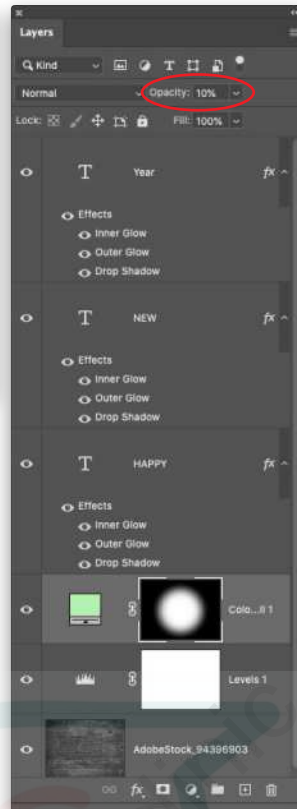 Layers
Kind
Normal Opacity: 10%
Lock: Fill: 100%
T Year fx
Effects
Inner Glow
Outer Glow
Drop Shadow
T NEW fx
Effects
Inner Glow
Outer Glow
Drop Shadow
T HAPPY fx
Effects
Inner Glow
Outer Glow
Drop Shadow
Colo...ll 1
Levels 1
AdobeStock_94396903
fx